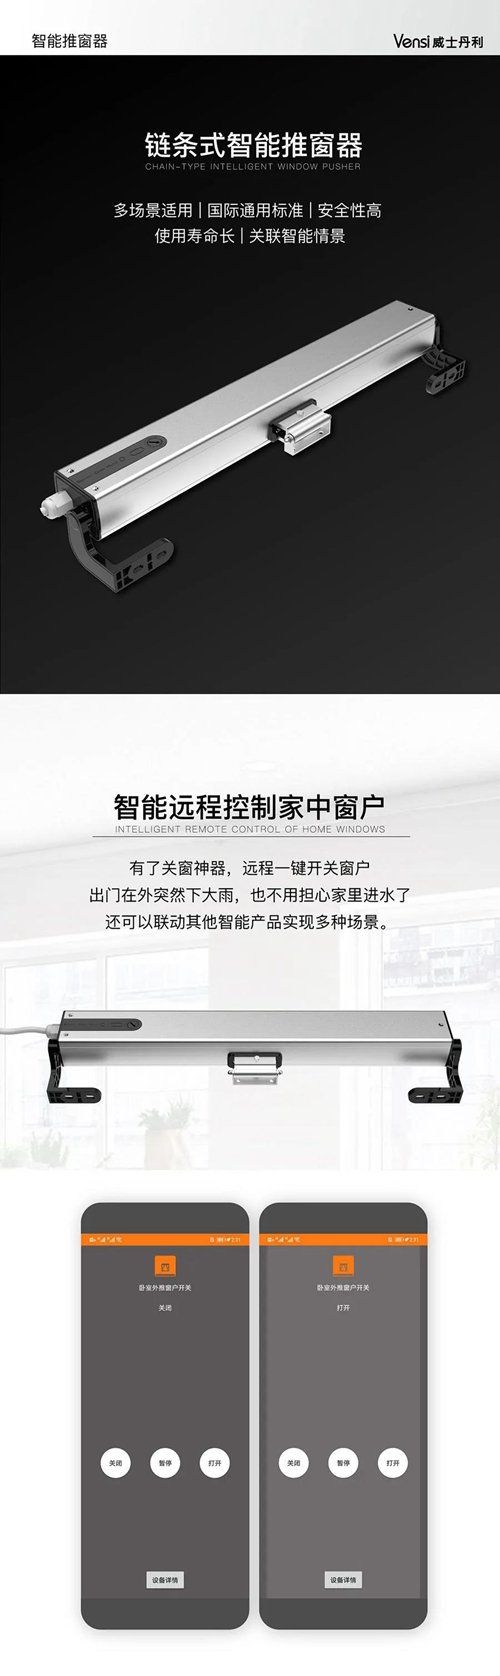 智能推窗器
Vensi 威士丹利
链条式智能推窗器
CHAIN-TYPE INTELLIGENT WINDOW PUSHER
多场景适用 | 国际通用标准 | 安全性高
使用寿命长 | 关联智能情景
智能远程控制家中窗户
INTELLIGENT REMOTE CONTROL OF HOME WINDOWS
有了关窗神器，远程一键开关窗户
出门在外突然下大雨，也不用担心家里进水了
还可以联动其他智能产品实现多种场景。
卧室外推窗户开关
关闭
关闭 暂停 打开
设备详情
卧室外推窗户开关
打开
关闭 暂停 打开
设备详情